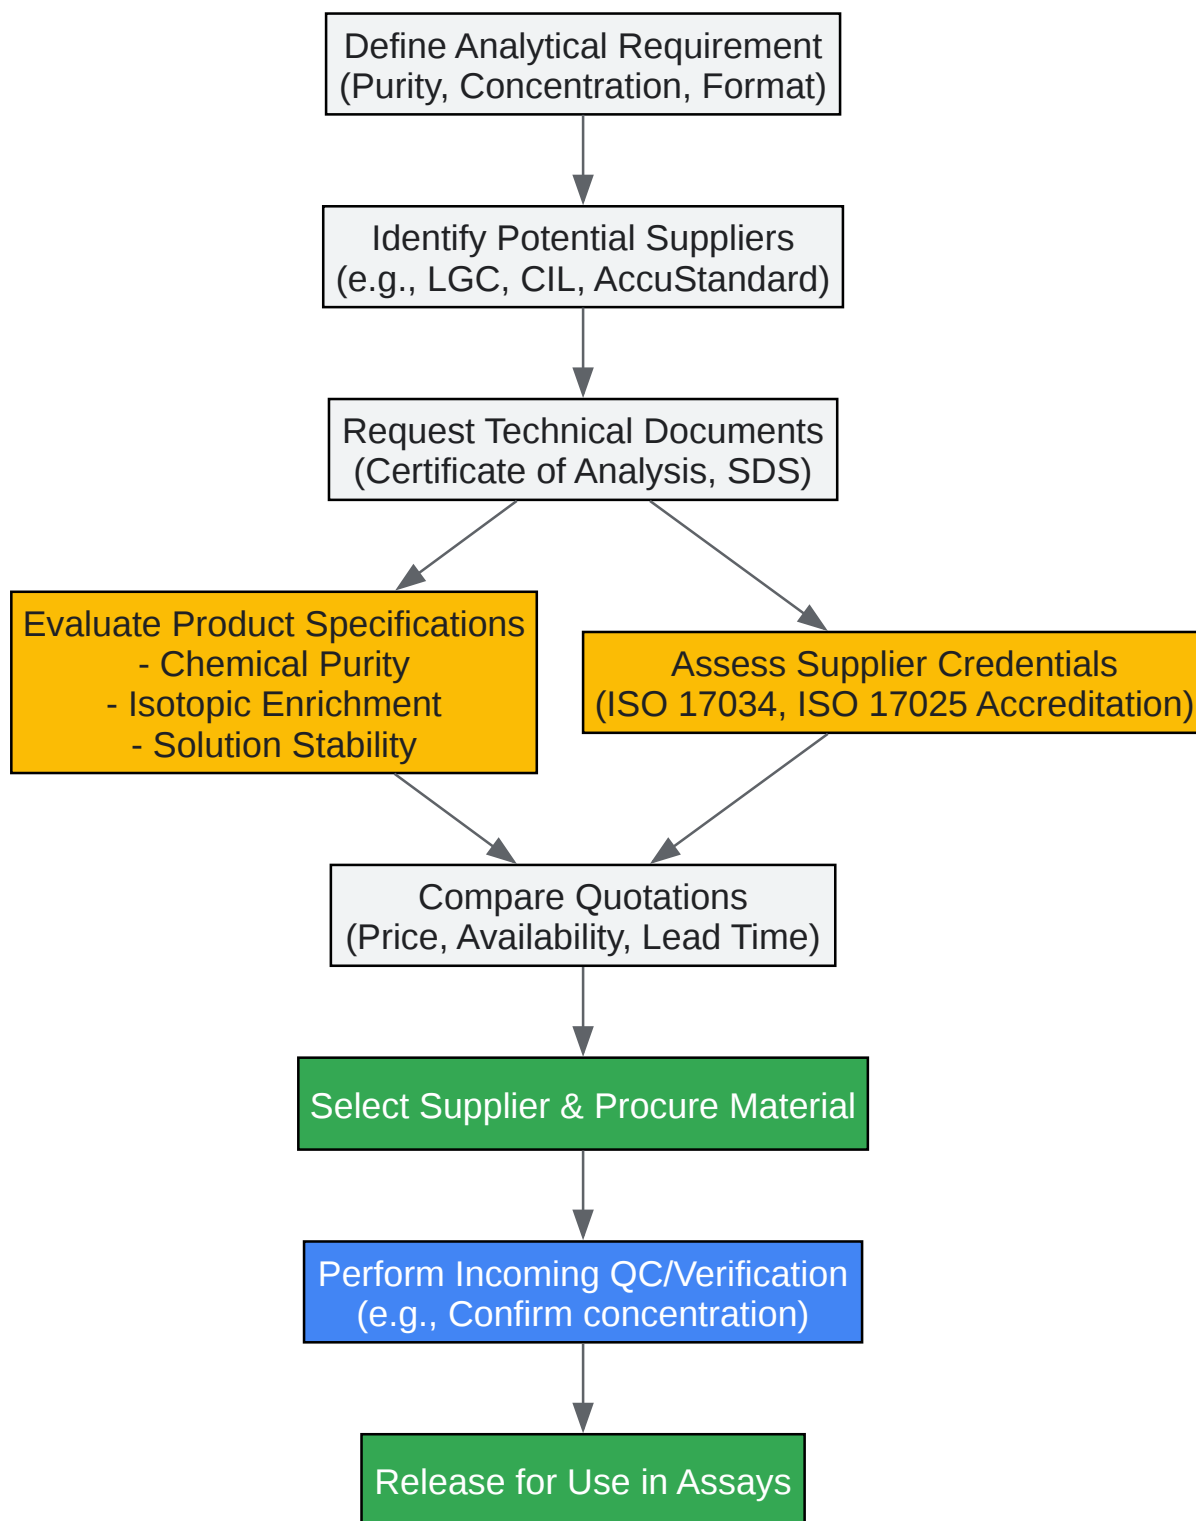 Define Analytical Requirement
(Purity, Concentration, Format)
Identify Potential Suppliers
(e.g., LGC, CIL, AccuStandard)
Request Technical Documents
(Certificate of Analysis, SDS)
Evaluate Product Specifications
- Chemical Purity
- Isotopic Enrichment
- Solution Stability
Assess Supplier Credentials
(ISO 17034, ISO 17025 Accreditation)
Compare Quotations
(Price, Availability, Lead Time)
Select Supplier & Procure Material
Perform Incoming QC/Verification
(e.g., Confirm concentration)
Release for Use in Assays